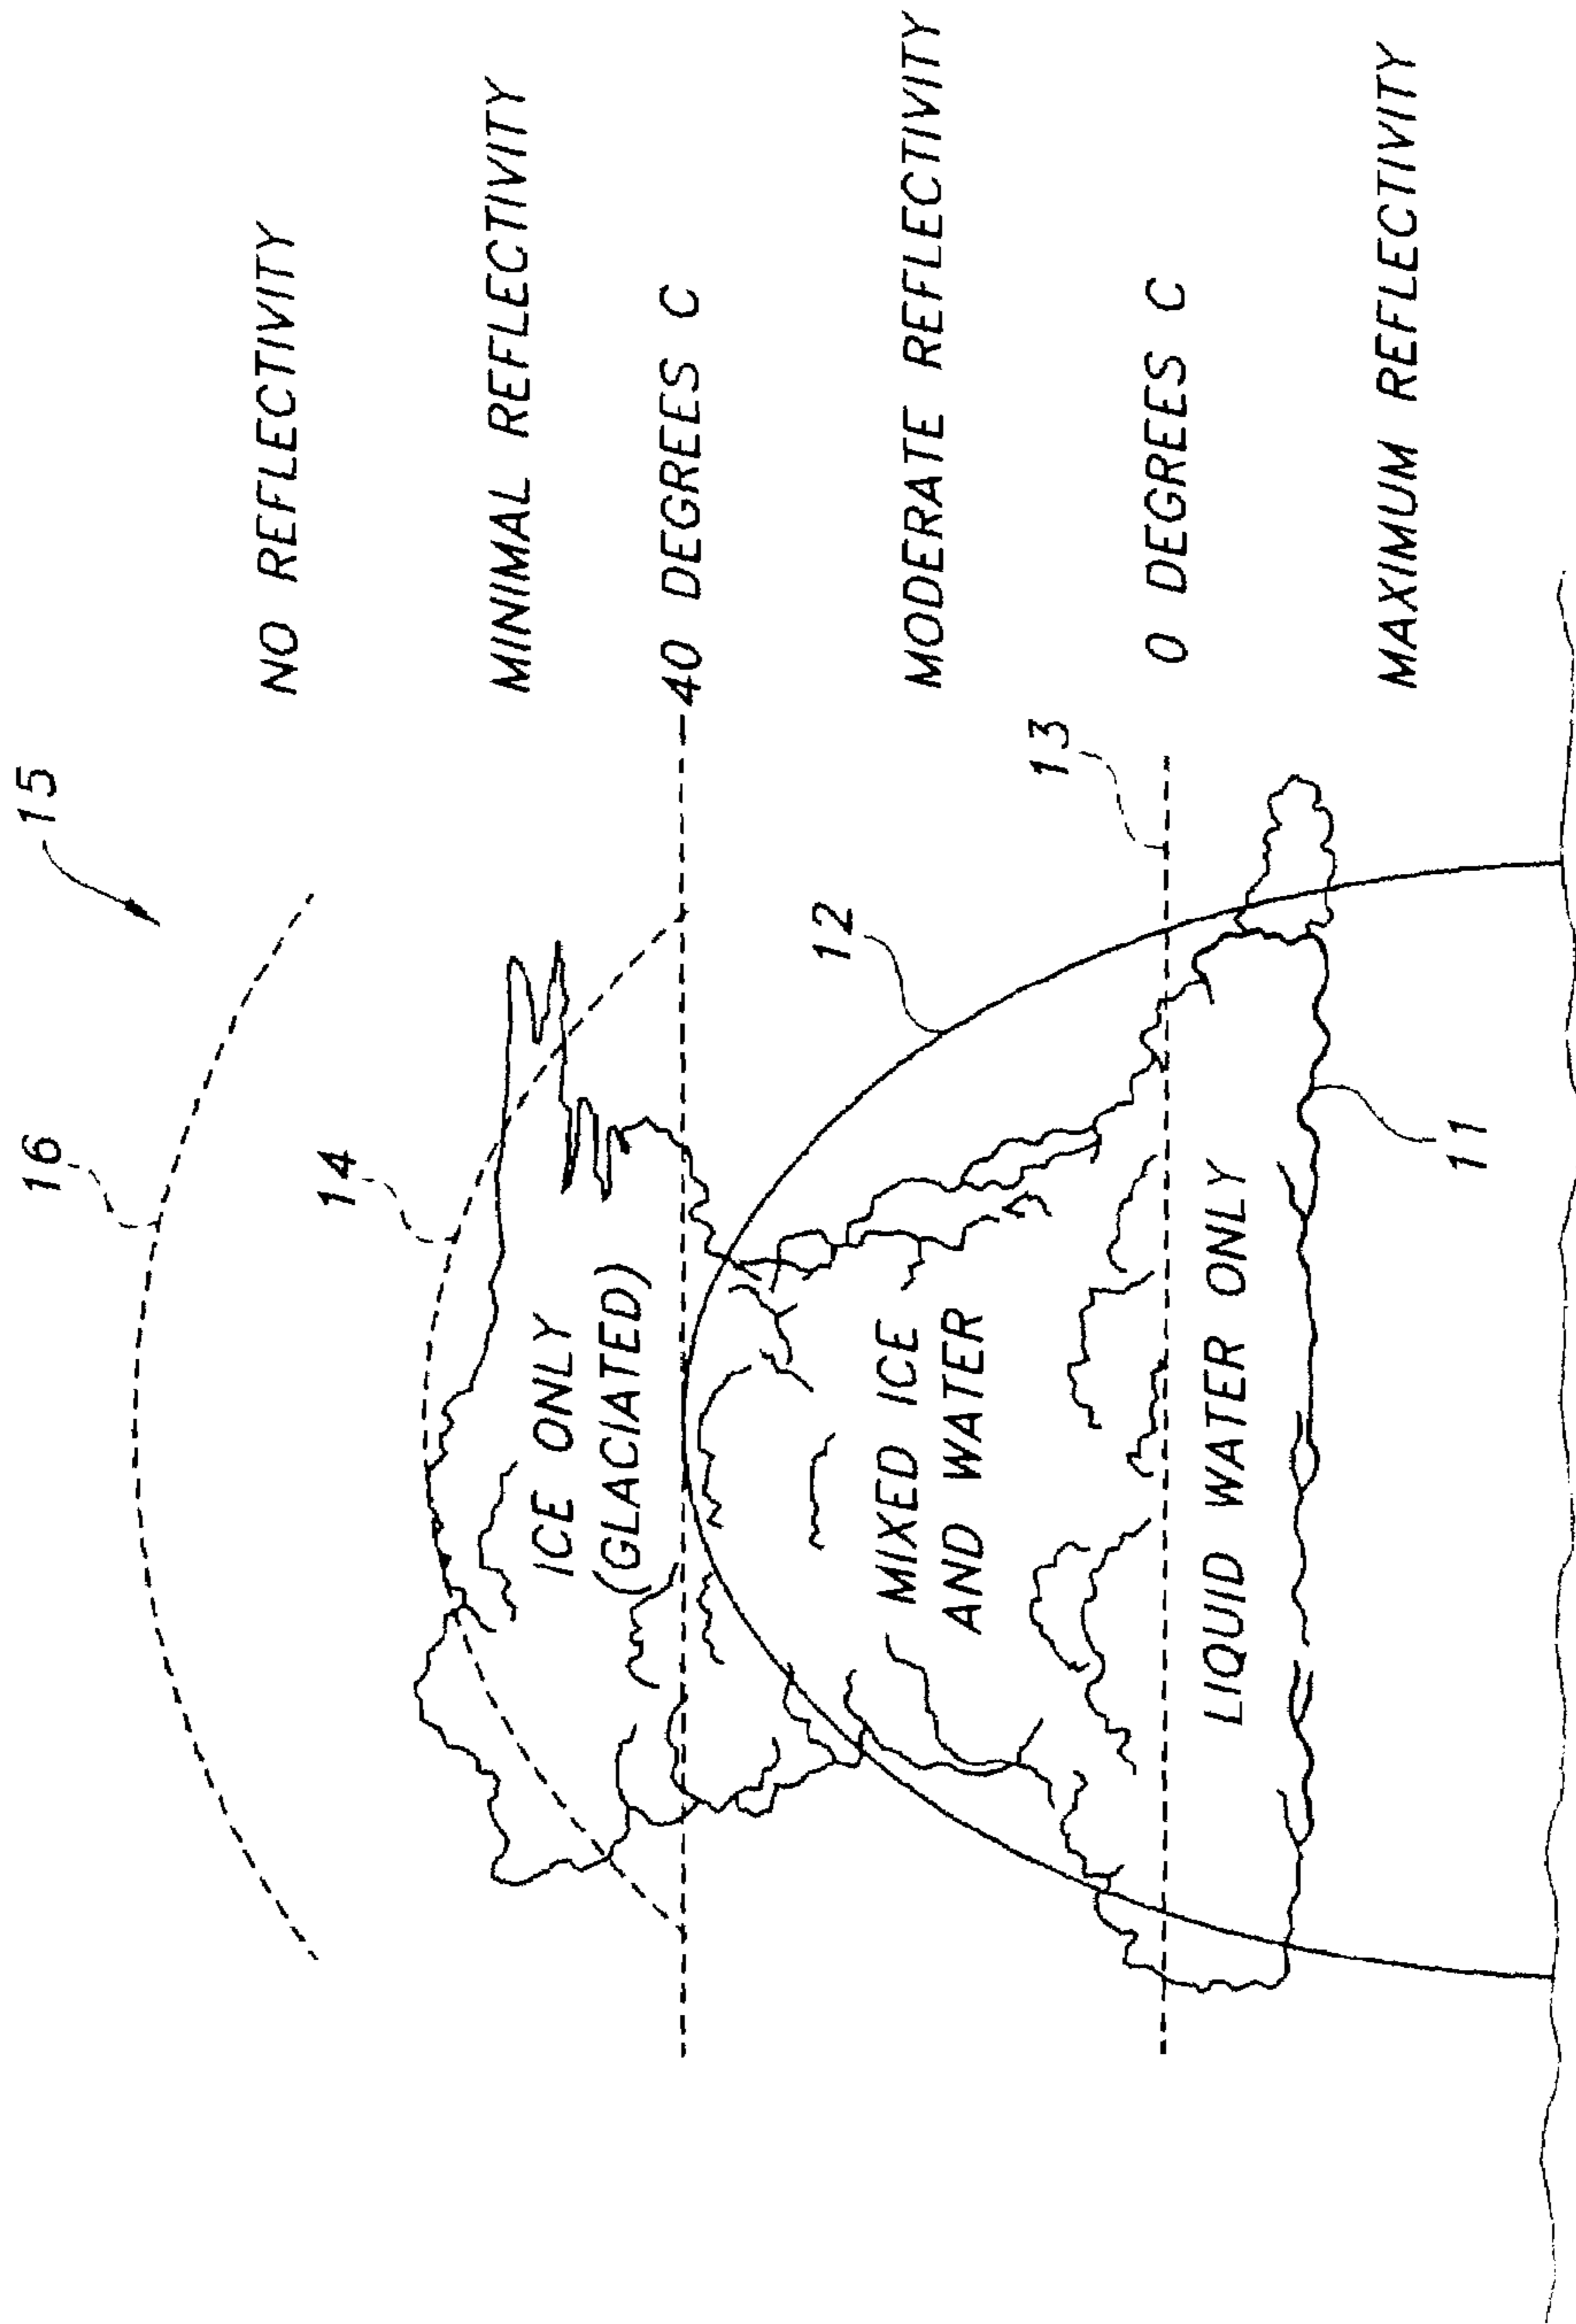 16
15
NO REFLECTIVITY
14
MINIMAL REFLECTIVITY
ICE ONLY
(GLACIATED)
-40 DEGREES C
12
MIXED ICE
AND WATER
MODERATE REFLECTIVITY
13
0 DEGREES C
LIQUID WATER ONLY
MAXIMUM REFLECTIVITY
11